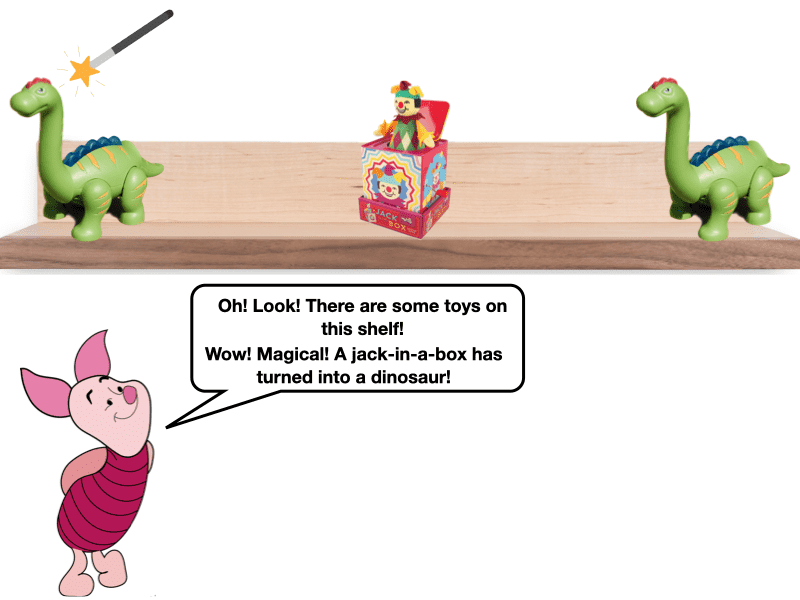 JACK
BOX
Oh! Look! There are some toys on
this shelf!
Wow! Magical! A jack-in-a-box has
turned into a dinosaur!